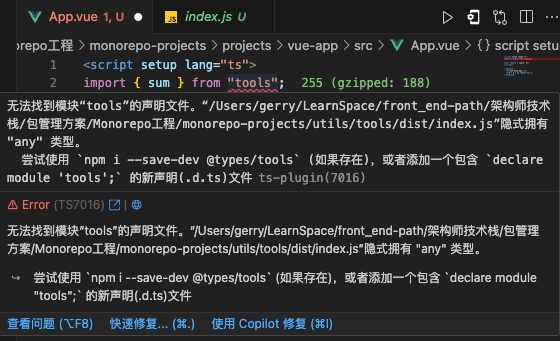 App.vue 1, U
JS index.js U
orepo工程 > monorepo-projects > projects > vue-app > src > App.vue > {} script setup
1 <script setup lang="ts">
2 import { sum } from "tools"; 255 (gzipped: 188)
无法找到模块“tools”的声明文件。“/Users/gerry/LearnSpace/front_end-path/架构师技术
栈/包管理方案/Monorepo工程/monorepo-projects/utils/tools/dist/index.js”隐式拥有
"any" 类型。
尝试使用 `npm i --save-dev @types/tools` (如果存在)，或者添加一个包含 `declare
module 'tools';` 的新声明(.d.ts)文件 ts-plugin(7016)
Error (TS7016)
无法找到模块“tools”的声明文件。“/Users/gerry/LearnSpace/front_end-path/架构师技术栈/包管理
方案/Monorepo工程/monorepo-projects/utils/tools/dist/index.js”隐式拥有 "any" 类型。
尝试使用 `npm i --save-dev @types/tools` (如果存在)，或者添加一个包含 `declare module
"tools";` 的新声明(.d.ts)文件
查看问题 (⌥F8) 快速修复... (⌘.) 使用 Copilot 修复 (⌘I)